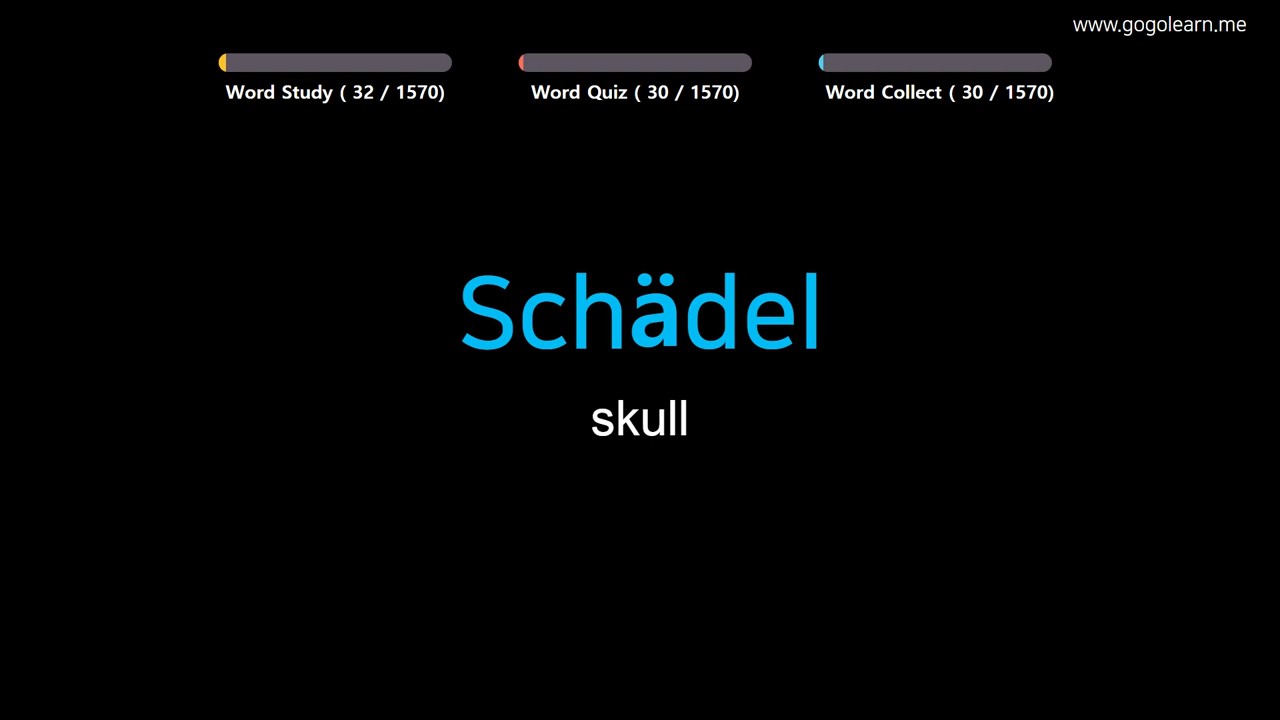 www.gogolearn.me
Word Study ( 32 / 1570)
Word Quiz ( 30 / 1570)
Word Collect ( 30 / 1570)
Schädel
skull